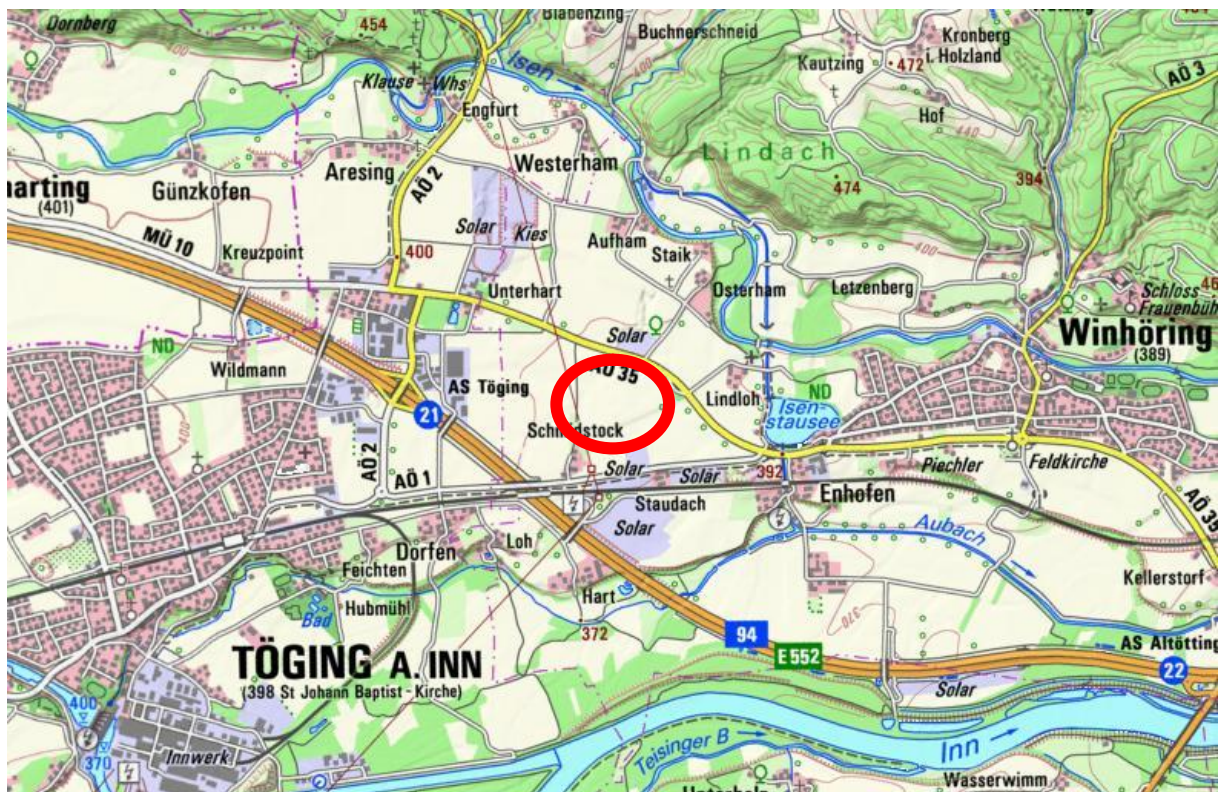 Dornberg
454
Blabenzing
Buchnerschneid
Kronberg
i. Holzland
Kautzing
472
AÖ 3
Klause
Whs
Isen
Engfurt
Hof
440
Lindach
474
394
Westerham
Aresing
AÖ 2
harting
(401)
Günzkofen
Solar
Kies
Aufham
Staik
400
MÜ 10
Kreuzpoint
400
Unterhart
Osterham
Letzenberg
Schloss
Frauenbüh
Winhöring
(389)
Solar
ND
Wildmann
AÖ 35
AS Töging
Lindloh
ND
Isen-
stausee
21
Schmidstock
400
AÖ 2
AÖ 1
Solar
Solar
392
Piechler
Feldkirche
Staudach
Enhofen
AÖ 35
Solar
Aubach
Loh
Dorfen
Feichten
Kellerstorf
Hubmühl
Bad
Hart
372
370
94
E 552
AS Altötting
22
TÖGING A. INN
(398 St Johann Baptist - Kirche)
Solar
400
370
Innwerk
Teisinger B
Inn
Wasserwimm